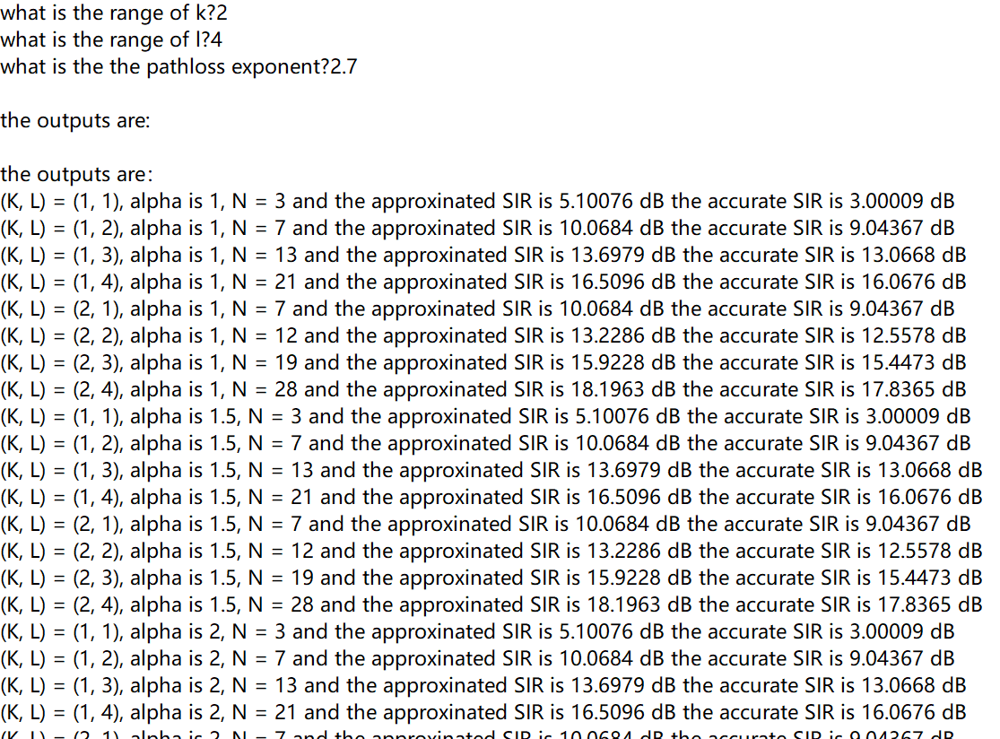 what is the range of k?2
what is the range of l?4
what is the the pathloss exponent?2.7
the outputs are:
the outputs are:
(K, L) = (1, 1), alpha is 1, N = 3 and the approxinated SIR is 5.10076 dB the accurate SIR is 3.00009 dB
(K, L) = (1, 2), alpha is 1, N = 7 and the approxinated SIR is 10.0684 dB the accurate SIR is 9.04367 dB
(K, L) = (1, 3), alpha is 1, N = 13 and the approxinated SIR is 13.6979 dB the accurate SIR is 13.0668 dB
(K, L) = (1, 4), alpha is 1, N = 21 and the approxinated SIR is 16.5096 dB the accurate SIR is 16.0676 dB
(K, L) = (2, 1), alpha is 1, N = 7 and the approxinated SIR is 10.0684 dB the accurate SIR is 9.04367 dB
(K, L) = (2, 2), alpha is 1, N = 12 and the approxinated SIR is 13.2286 dB the accurate SIR is 12.5578 dB
(K, L) = (2, 3), alpha is 1, N = 19 and the approxinated SIR is 15.9228 dB the accurate SIR is 15.4473 dB
(K, L) = (2, 4), alpha is 1, N = 28 and the approxinated SIR is 18.1963 dB the accurate SIR is 17.8365 dB
(K, L) = (1, 1), alpha is 1.5, N = 3 and the approxinated SIR is 5.10076 dB the accurate SIR is 3.00009 dB
(K, L) = (1, 2), alpha is 1.5, N = 7 and the approxinated SIR is 10.0684 dB the accurate SIR is 9.04367 dB
(K, L) = (1, 3), alpha is 1.5, N = 13 and the approxinated SIR is 13.6979 dB the accurate SIR is 13.0668 dB
(K, L) = (1, 4), alpha is 1.5, N = 21 and the approxinated SIR is 16.5096 dB the accurate SIR is 16.0676 dB
(K, L) = (2, 1), alpha is 1.5, N = 7 and the approxinated SIR is 10.0684 dB the accurate SIR is 9.04367 dB
(K, L) = (2, 2), alpha is 1.5, N = 12 and the approxinated SIR is 13.2286 dB the accurate SIR is 12.5578 dB
(K, L) = (2, 3), alpha is 1.5, N = 19 and the approxinated SIR is 15.9228 dB the accurate SIR is 15.4473 dB
(K, L) = (2, 4), alpha is 1.5, N = 28 and the approxinated SIR is 18.1963 dB the accurate SIR is 17.8365 dB
(K, L) = (1, 1), alpha is 2, N = 3 and the approxinated SIR is 5.10076 dB the accurate SIR is 3.00009 dB
(K, L) = (1, 2), alpha is 2, N = 7 and the approxinated SIR is 10.0684 dB the accurate SIR is 9.04367 dB
(K, L) = (1, 3), alpha is 2, N = 13 and the approxinated SIR is 13.6979 dB the accurate SIR is 13.0668 dB
(K, L) = (1, 4), alpha is 2, N = 21 and the approxinated SIR is 16.5096 dB the accurate SIR is 16.0676 dB
(K, L) = (2, 1), alpha is 2, N = 7 and the approxinated SIR is 10.0684 dB the accurate SIR is 9.04367 dB